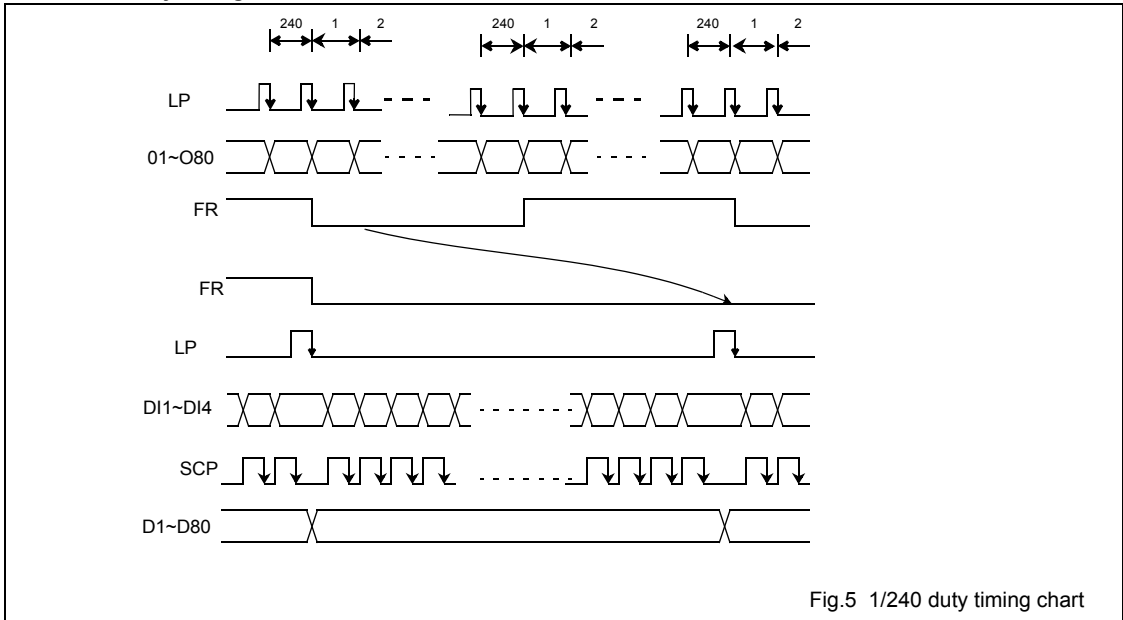 240 1 2 240 1 2 240 1 2
LP
01~O80
FR
FR
LP
DI1~DI4
SCP
D1~D80
Fig.5 1/240 duty timing chart